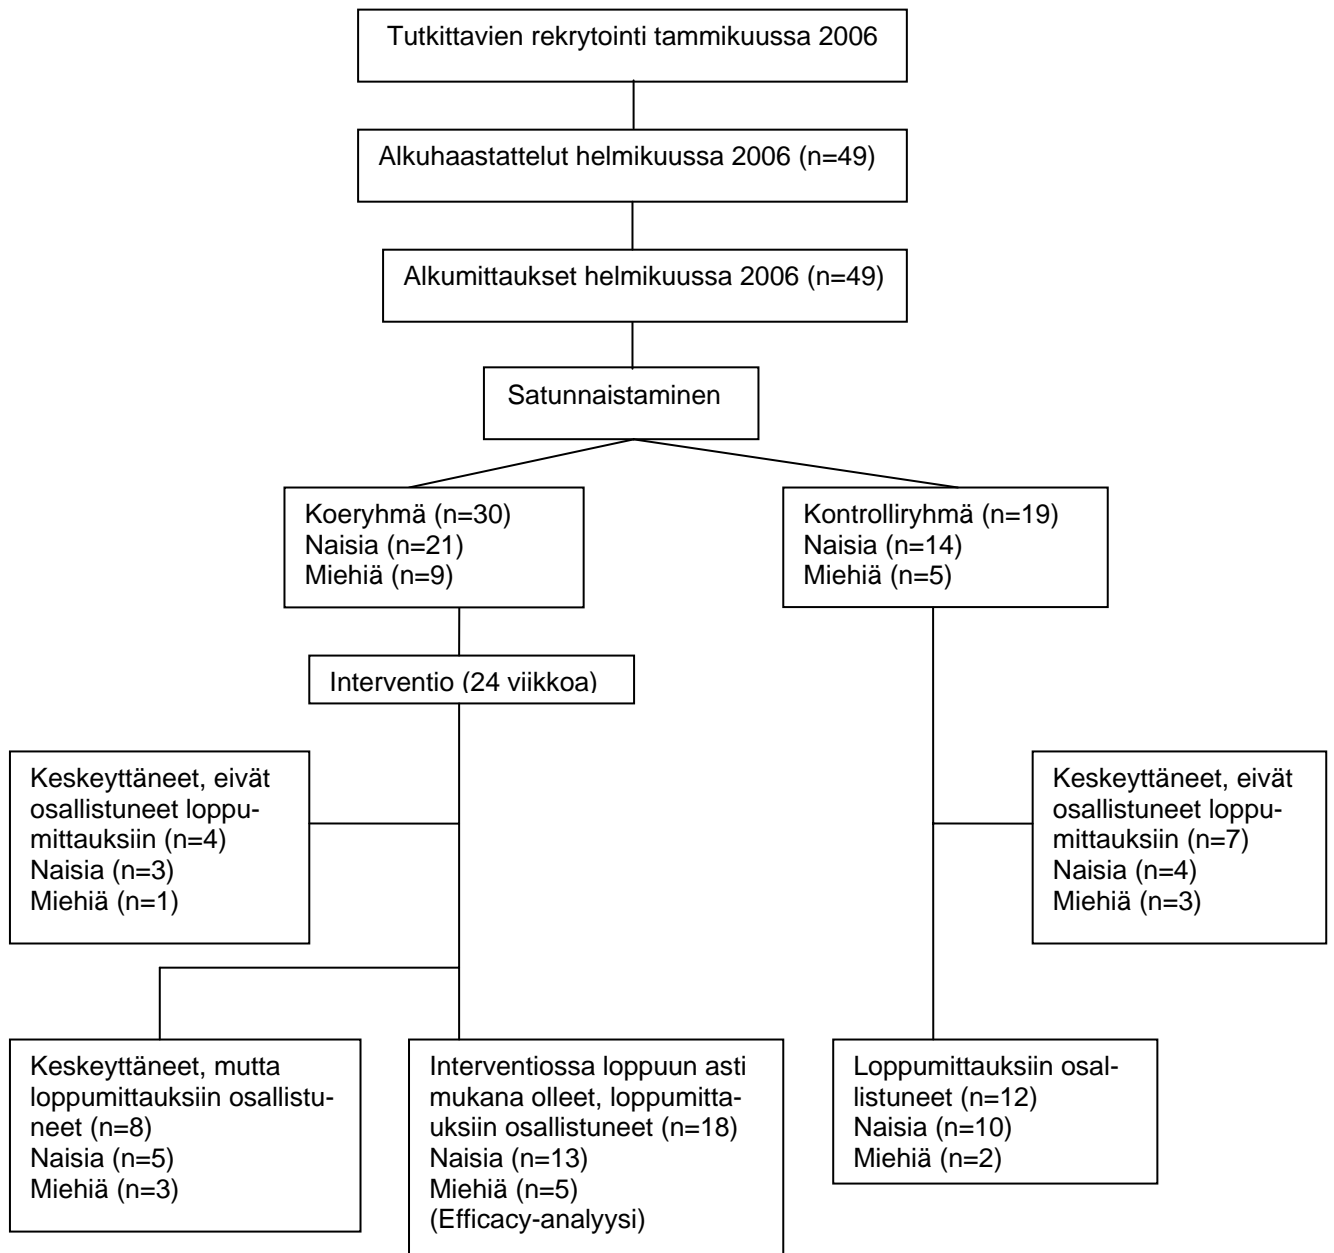 Tutkittavien rekrytointi tammikuussa 2006
Alkuhaastattelut helmikuussa 2006 (n=49)
Alkumittaukset helmikuussa 2006 (n=49)
Satunnaistaminen
Koeryhmä (n=30)
Naisia (n=21)
Miehiä (n=9)
Kontrolliryhmä (n=19)
Naisia (n=14)
Miehiä (n=5)
Interventio (24 viikkoa)
Keskeyttäneet, eivät
osallistuneet loppu-
mittauksiin (n=4)
Naisia (n=3)
Miehiä (n=1)
Keskeyttäneet, eivät
osallistuneet loppu-
mittauksiin (n=7)
Naisia (n=4)
Miehiä (n=3)
Keskeyttäneet, mutta
loppumittauksiin osallistu-
neet (n=8)
Naisia (n=5)
Miehiä (n=3)
Interventiossa loppuun asti
mukana olleet, loppumitta-
uksiin osallistuneet (n=18)
Naisia (n=13)
Miehiä (n=5)
(Efficacy-analyysi)
Loppumittauksiin osal-
listuneet (n=12)
Naisia (n=10)
Miehiä (n=2)